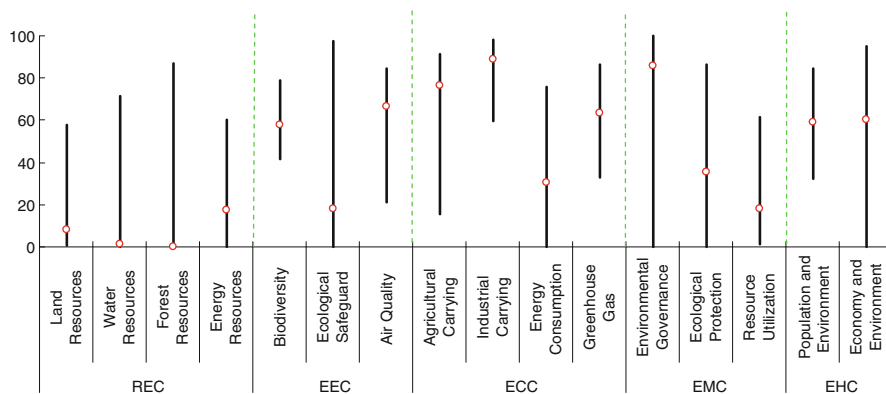 100
80
60
40
20
0
Land
Resources
Water
Resources
Forest
Resources
Energy
Resources
Biodiversity
Ecological
Safeguard
Air Quality
Agricultural
Carrying
Industrial
Carrying
Energy
Consumption
Greenhouse
Gas
Environmental
Governance
Ecological
Protection
Resource
Utilization
Population and
Environment
Economy and
Environment
REC
EEC
ECC
EMC
EHC